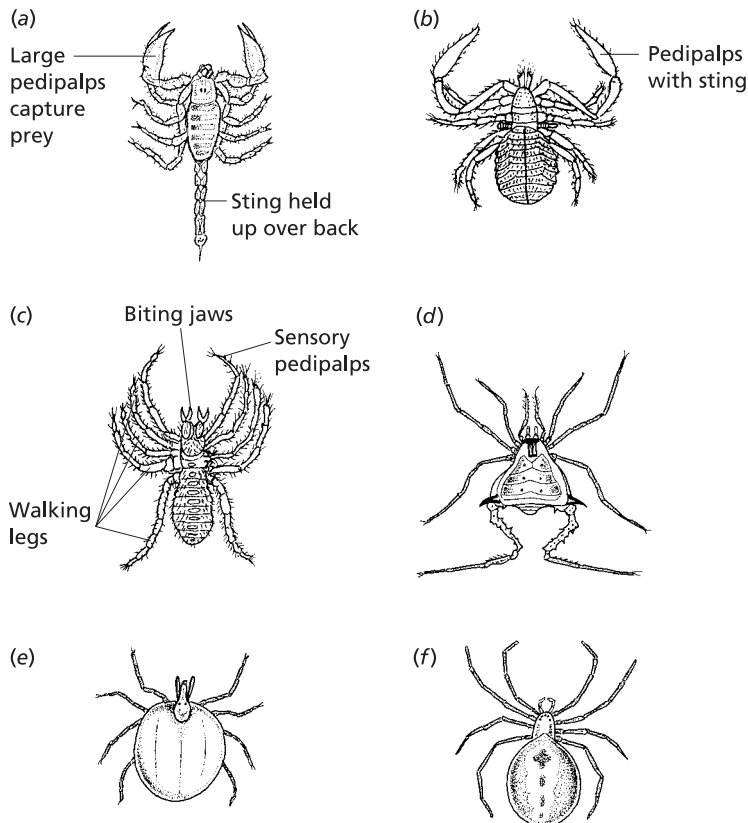 (a)
Large
pedipalps
capture
prey
Sting held
up over back
(b)
Pedipalps
with sting
(c)
Biting jaws
Sensory
pedipalps
Walking
legs
(d)
(e)
(f)